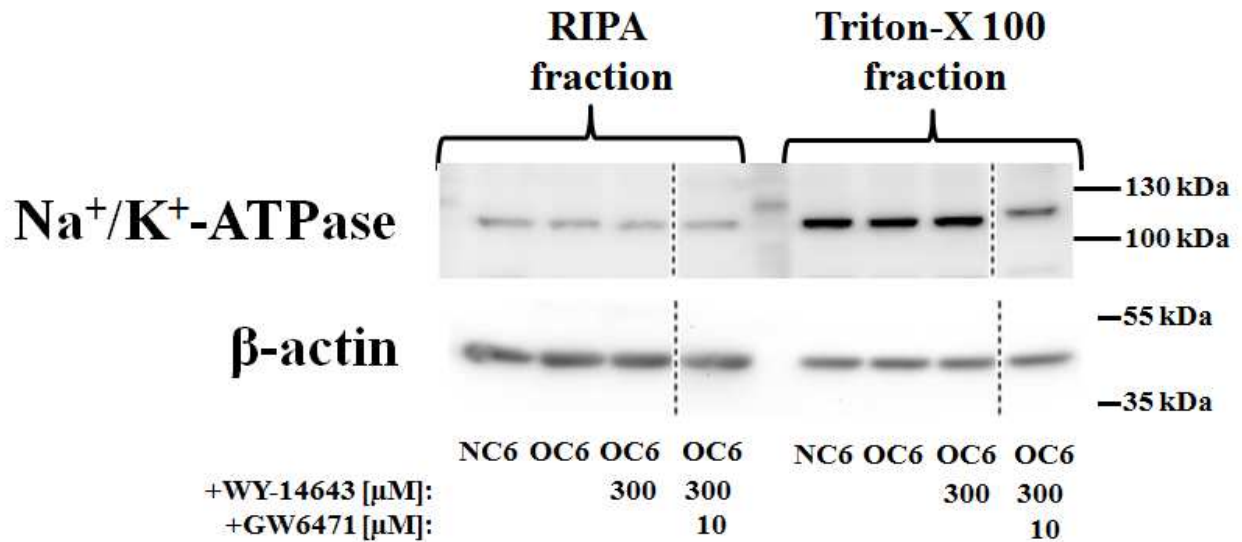 RIPA fraction
Triton-X 100 fraction
Na⁺/K⁺-ATPase
130 kDa
100 kDa
β-actin
55 kDa
35 kDa
NC6 OC6 OC6 OC6 NC6 OC6 OC6 OC6
+WY-14643 [µM]: 300 300 300 300
+GW6471 [µM]: 10 10